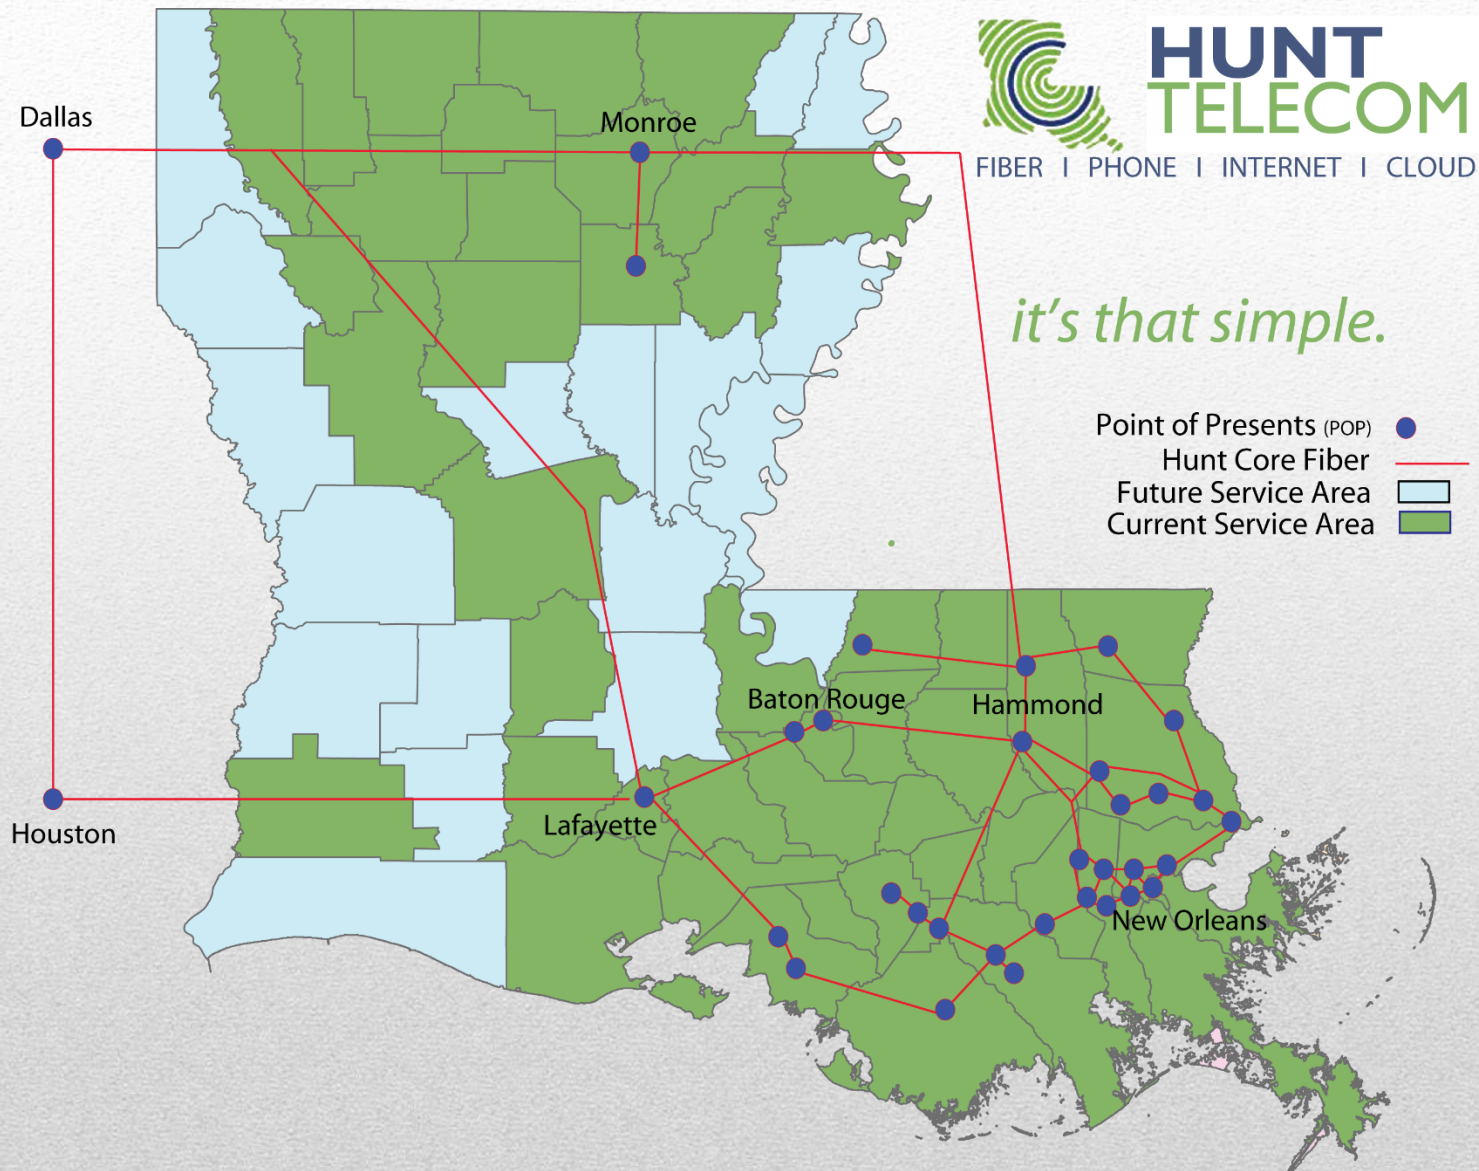 HUNT
TELECOM
FIBER I PHONE I INTERNET I CLOUD
Dallas
Monroe
it's that simple.
Point of Presents (POP)
Hunt Core Fiber
Future Service Area
Current Service Area
Baton Rouge
Hammond
Houston
Lafayette
New Orleans